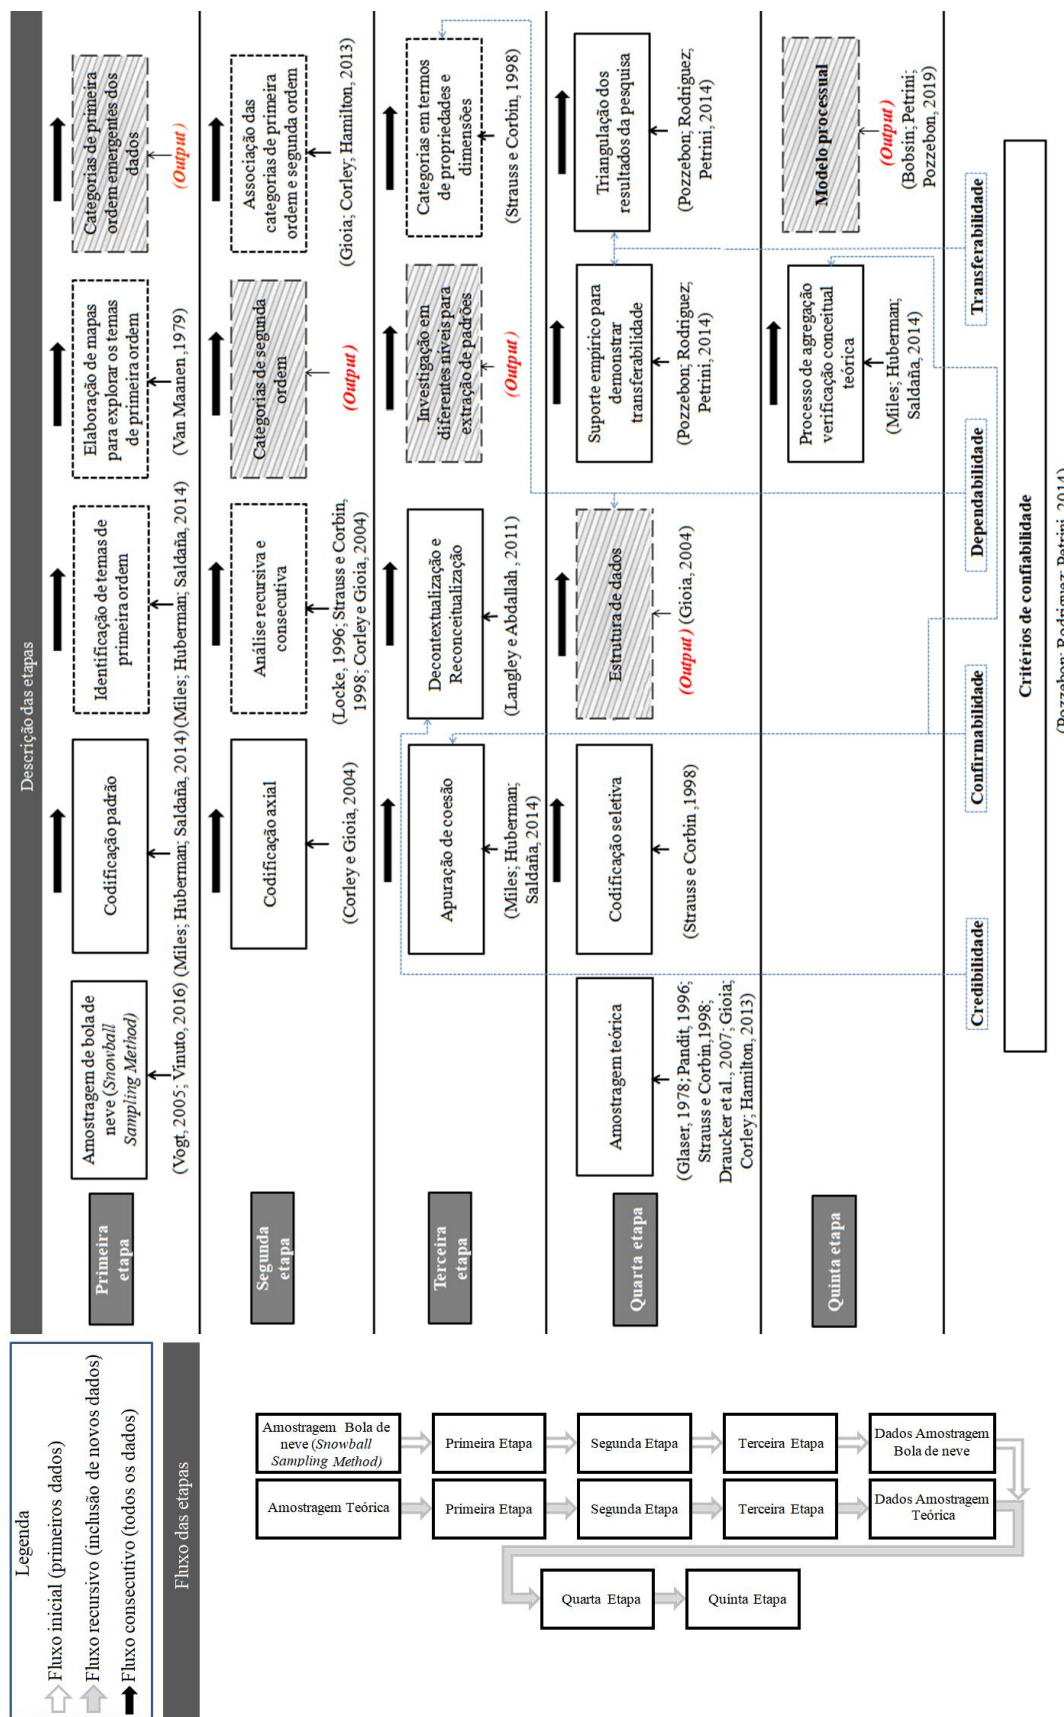 Descrição das etapas
Primeira
etapa
Amostragem de bola de
neve (Snowball
Sampling Method)
(Vogt, 2005; Vinuto, 2016)
Codificação padrão
(Miles; Huberman; Saldaña, 2014)
Identificação de temas de
primeira ordem
(Miles; Huberman; Saldaña, 2014)
Elaboração de mapas
para explorar os temas
de primeira ordem
(Van Maanen ,1979)
Categorias de primeira
ordem emergentes dos
dados
(Output)
Segunda
etapa
Codificação axial
(Corley e Gioia, 2004)
Análise recursiva e
consecutiva
(Locke, 1996; Strauss e Corbin,
1998; Corley e Gioia, 2004)
Categorias de segunda
ordem
(Output)
Associação das
categorias de primeira
ordem e segunda ordem
(Gioia; Corley; Hamilton, 2013)
Terceira
etapa
Apuração de coesão
(Miles; Huberman;
Saldaña, 2014)
Decontextualização e
Reconceitualização
(Langley e Abdallah , 2011)
Investigação em
diferentes níveis para
extração de padrões
(Output)
Categorias em termos
de propriedades e
dimensões
(Strauss e Corbin, 1998)
Quarta etapa
Amostragem teórica
(Glaser, 1978; Pandit, 1996;
Strauss e Corbin,1998;
Draucker et al., 2007; Gioia;
Corley; Hamilton, 2013)
Codificação seletiva
(Strauss e Corbin ,1998)
Estrutura de dados
(Output) (Gioia, 2004)
Suporte empírico para
demonstrar
transferabilidade
(Pozzebon; Rodriguez;
Petrini, 2014)
Triangulação dos
resultados da pesquisa
(Pozzebon; Rodriguez;
Petrini, 2014)
Quinta etapa
Processo de agregação e
verificação conceitual
teórica
(Miles; Huberman;
Saldaña, 2014)
Modelo processual
(Output)
(Bobsin; Petrini;
Pozzebon, 2019)
Credibilidade
Confirmabilidade
Dependabilidade
Transferabilidade
Critérios de confiabilidade
(Pozzebon; Rodriguez; Petrini, 2014)
Legenda
Fluxo inicial (primeiros dados)
Fluxo recursivo (inclusão de novos dados)
Fluxo consecutivo (todos os dados)
Fluxo das etapas
Amostragem Bola de
neve (Snowball
Sampling Method)
Primeira Etapa
Segunda Etapa
Terceira Etapa
Dados Amostragem
Bola de neve
Amostragem Teórica
Primeira Etapa
Segunda Etapa
Terceira Etapa
Dados Amostragem
Teórica
Quarta Etapa
Quinta Etapa